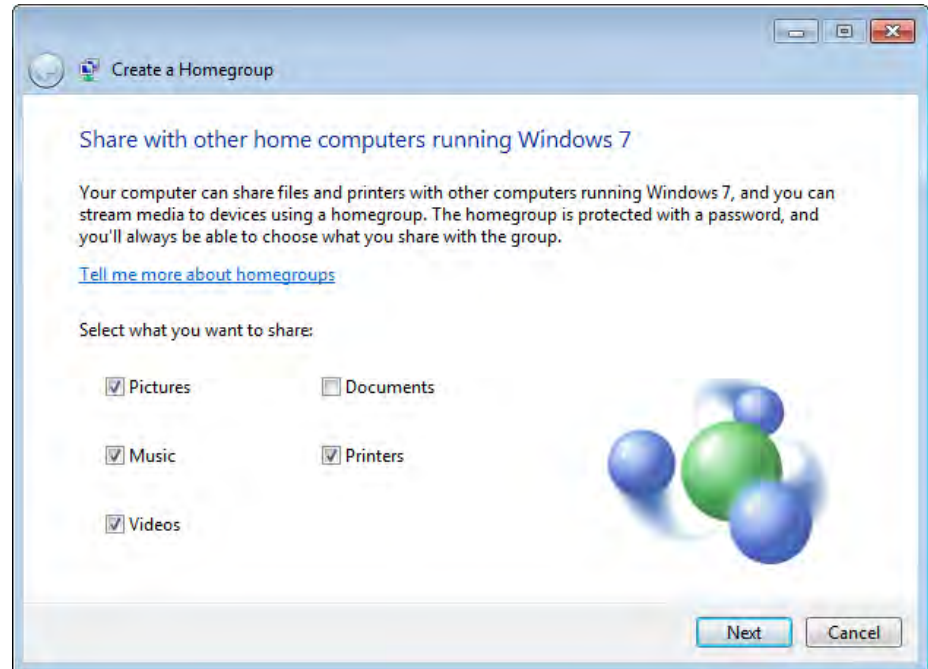 Create a Homegroup
Share with other home computers running Windows 7
Your computer can share files and printers with other computers running Windows 7, and you can
stream media to devices using a homegroup. The homegroup is protected with a password, and
you'll always be able to choose what you share with the group.
Tell me more about homegroups
Select what you want to share:
Pictures
Documents
Music
Printers
Videos
Next
Cancel